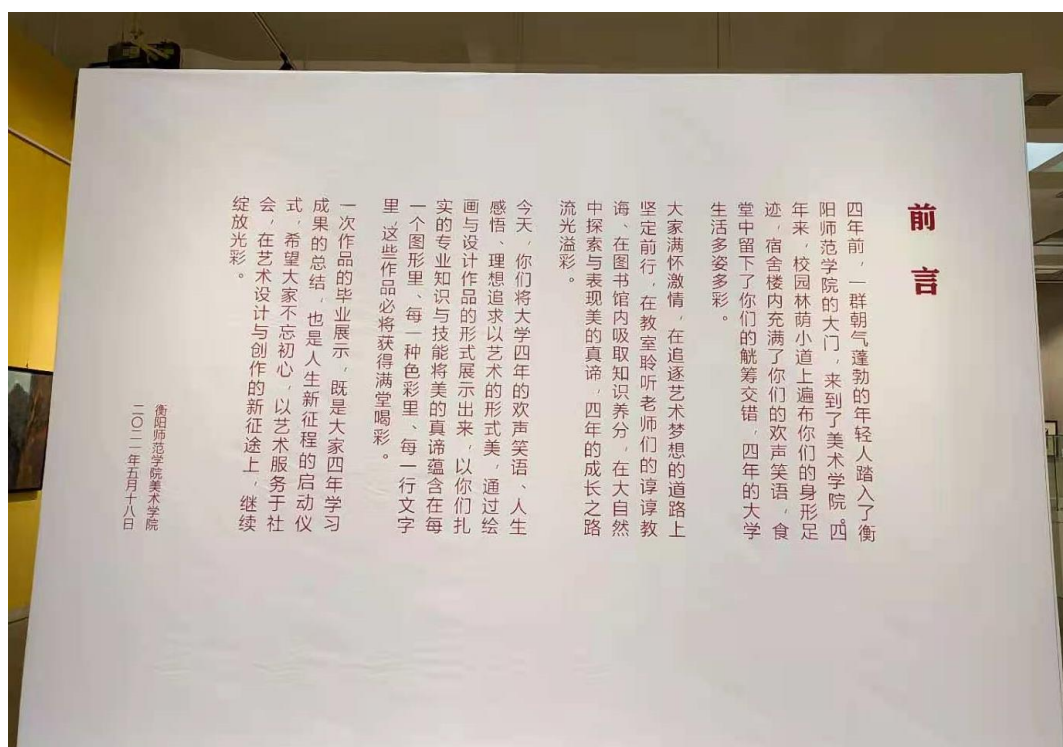 前言
四年前，一群朝气蓬勃的年轻人踏入了衡
阳师范学院的大门，来到了美术学院。四
年来，校园林荫小道上遍布你们的身形足
迹，宿舍楼内充满了你们的欢声笑语，食
堂中留下了你们的觥筹交错，四年的大学
生活多姿多彩。
大家满怀激情，在追逐艺术梦想的道路上
坚定前行，在教室聆听老师们的谆谆教
诲、在图书馆内吸取知识养分，在大自然
中探索与表现美的真谛，四年的成长之路
流光溢彩。
今天，你们将大学四年的欢声笑语、人生
感悟、理想追求以艺术的形式美，通过绘
画与设计作品的形式展示出来，以你们扎
实的专业知识与技能将美的真谛蕴含在每
一个图形里、每一种色彩里、每一行文字
里，这些作品必将获得满堂喝彩。
一次作品的毕业展示，既是大家四年学习
成果的总结，也是人生新征程的启动仪
式，希望大家不忘初心，以艺术服务于社
会，在艺术设计与创作的新征途上，继续
绽放光彩。
衡阳师范学院美术学院
二〇二一年五月十八日